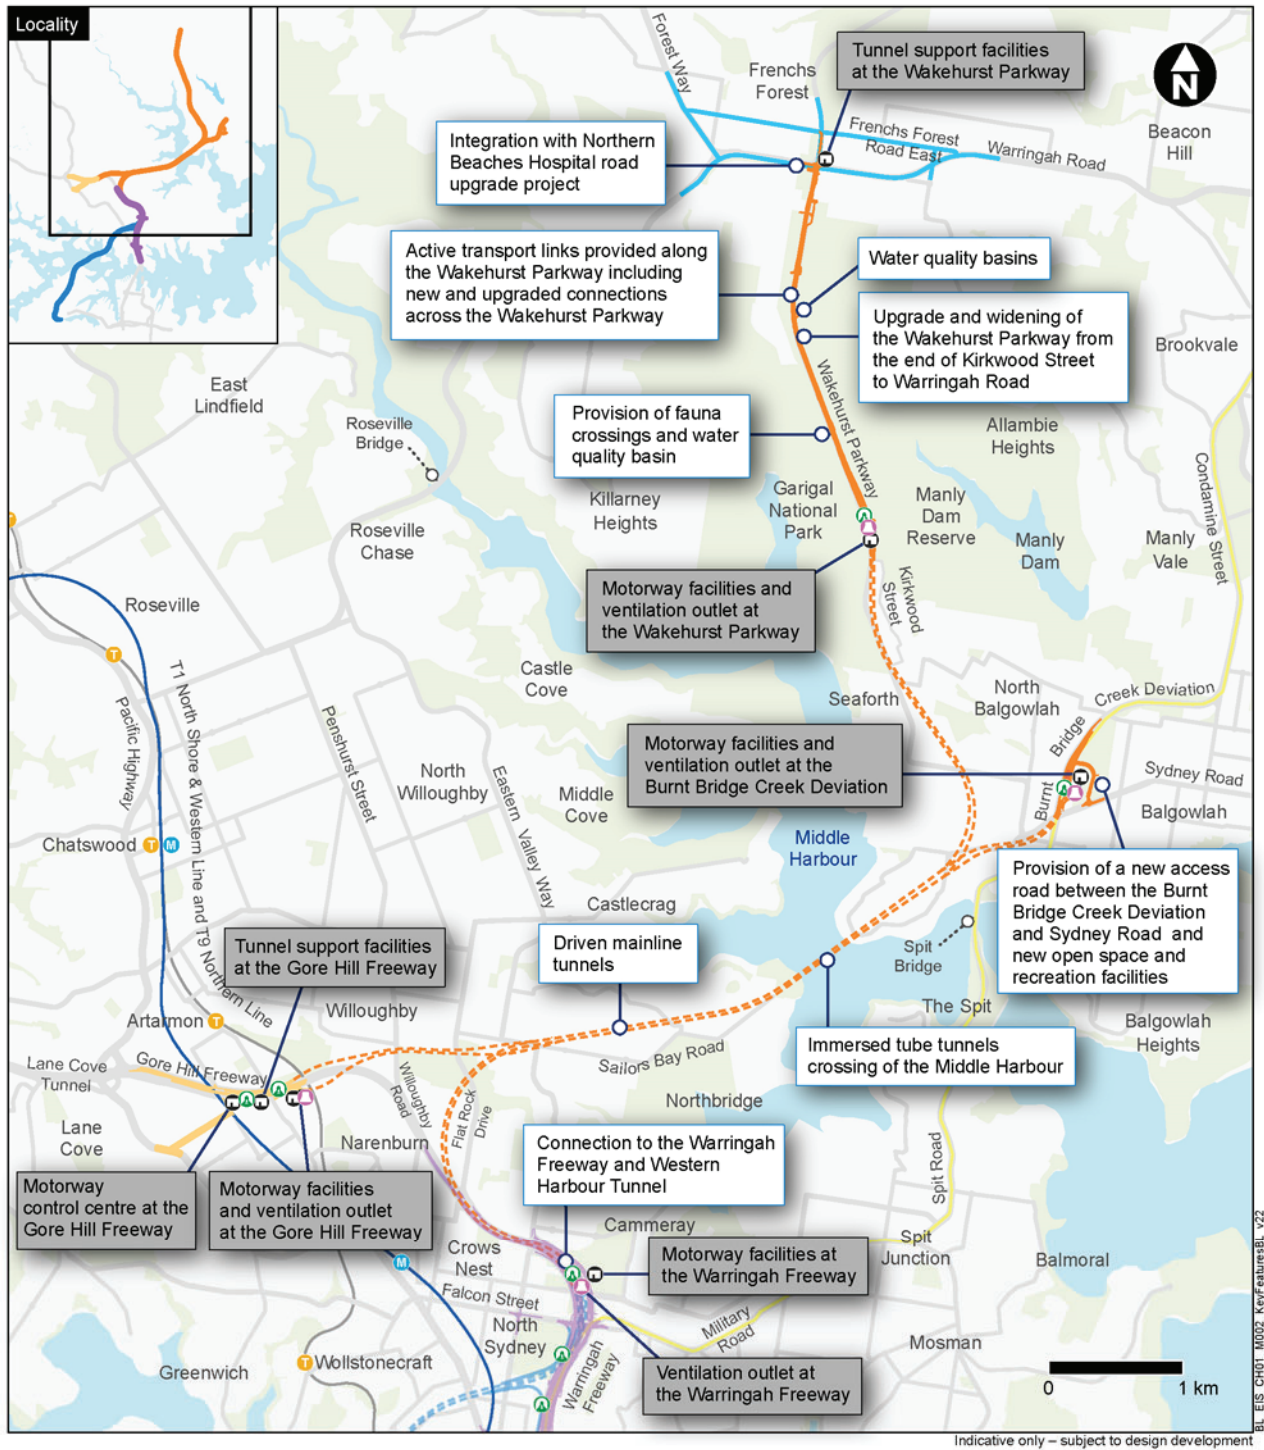 Locality
Tunnel support facilities
at the Wakehurst Parkway
N
Forest Way
Frenchs
Forest
Frenchs Forest
Road East
Warringah Road
Beacon
Hill
Integration with Northern
Beaches Hospital road
upgrade project
Active transport links provided along
the Wakehurst Parkway including
new and upgraded connections
across the Wakehurst Parkway
Water quality basins
Upgrade and widening of
the Wakehurst Parkway from
the end of Kirkwood Street
to Warringah Road
Brookvale
East
Lindfield
Roseville
Bridge
Provision of fauna
crossings and water
quality basin
Wakehurst Parkway
Allambie
Heights
Condamine Street
Killarney
Heights
Garigal
National
Park
Manly
Dam
Reserve
Manly
Dam
Manly
Vale
Roseville
Chase
Motorway facilities and
ventilation outlet at
the Wakehurst Parkway
Kirkwood
Street
Roseville
T
T1 North Shore & Western Line and T9 Northern Line
Pacific Highway
Penshurst Street
Castle
Cove
Seaforth
North
Balgowlah
Burnt Bridge Creek Deviation
Motorway facilities and
ventilation outlet at the
Burnt Bridge Creek Deviation
Sydney Road
Balgowlah
North
Willoughby
Eastern Valley Way
Middle
Cove
Middle
Harbour
Chatswood T M
Provision of a new access
road between the Burnt
Bridge Creek Deviation
and Sydney Road and
new open space and
recreation facilities
Castlecrag
Driven mainline
tunnels
Spit
Bridge
Tunnel support facilities
at the Gore Hill Freeway
Willoughby
The Spit
Balgowlah
Heights
Artarmon T
Immersed tube tunnels
crossing of the Middle Harbour
Sailors Bay Road
Lane Cove
Tunnel
Gore Hill Freeway
Willoughby
Road
Flat Rock
Drive
Northbridge
Lane
Cove
Narenburn
Connection to the Warringah
Freeway and Western
Harbour Tunnel
Spit Road
Motorway
control centre at the
Gore Hill Freeway
Motorway facilities
and ventilation outlet
at the Gore Hill Freeway
Cammeray
Spit
Junction
Balmoral
M
Crows
Nest
Motorway facilities at
the Warringah Freeway
Falcon Street
North
Sydney
Military
Road
Mosman
Warringah
Freeway
T Wollstonecraft
Greenwich
Ventilation outlet at
the Warringah Freeway
0 1 km
BL_EIS_CH01_M002_KeyFeaturesBL_v22
Indicative only – subject to design development